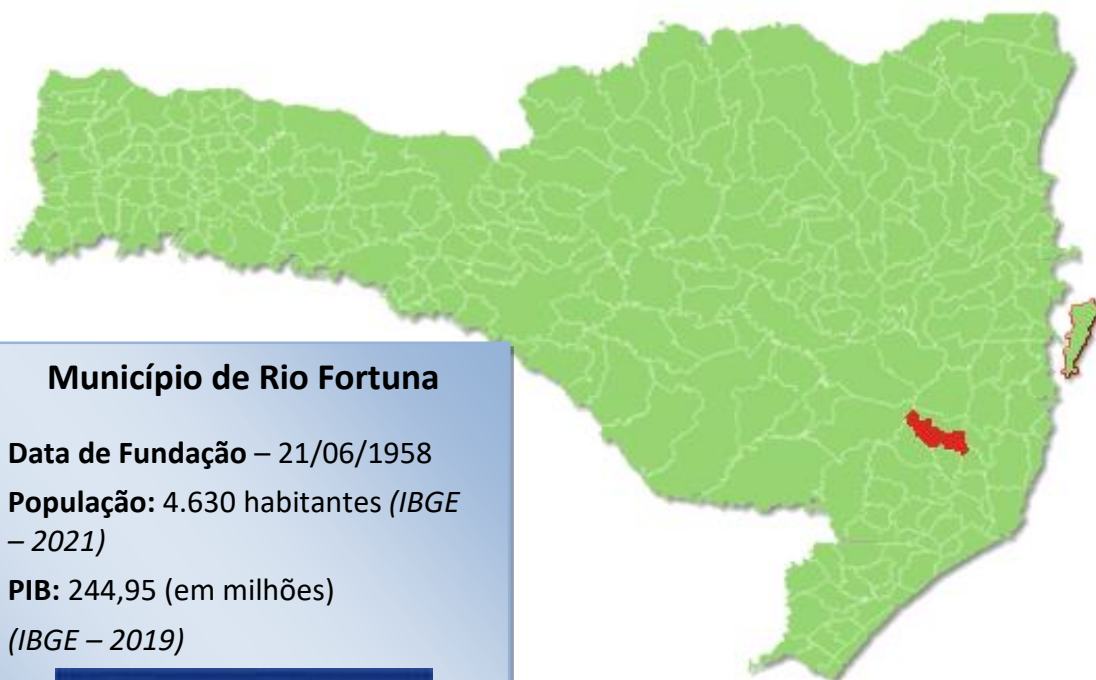 Município de Rio Fortuna
Data de Fundação – 21/06/1958
População: 4.630 habitantes (IBGE
– 2021)
PIB: 244,95 (em milhões)
(IBGE – 2019)